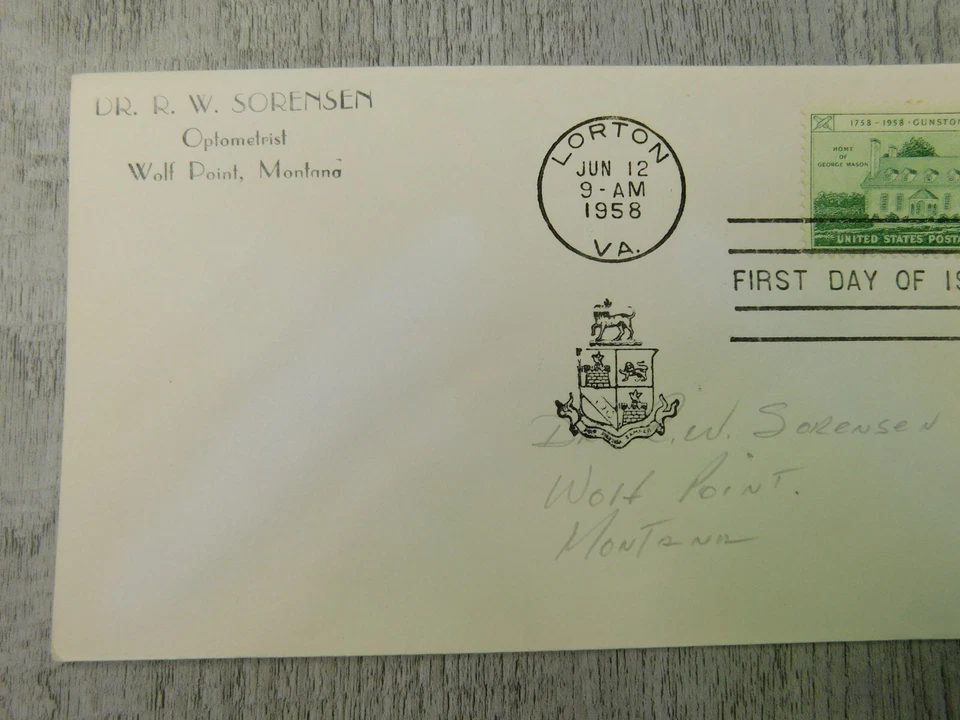 DR. R. W. SORENSEN
Optometrist
Wolf Point, Montana
LORTON
JUN 12
9-AM
1958
VA.
1758-1958·GUNSTON
HOME
OF
GEORGE MASON
UNITED STATES POSTA
FIRST DAY OF IS
.W. SORENSEN
WOLF POINT.
MONTANA